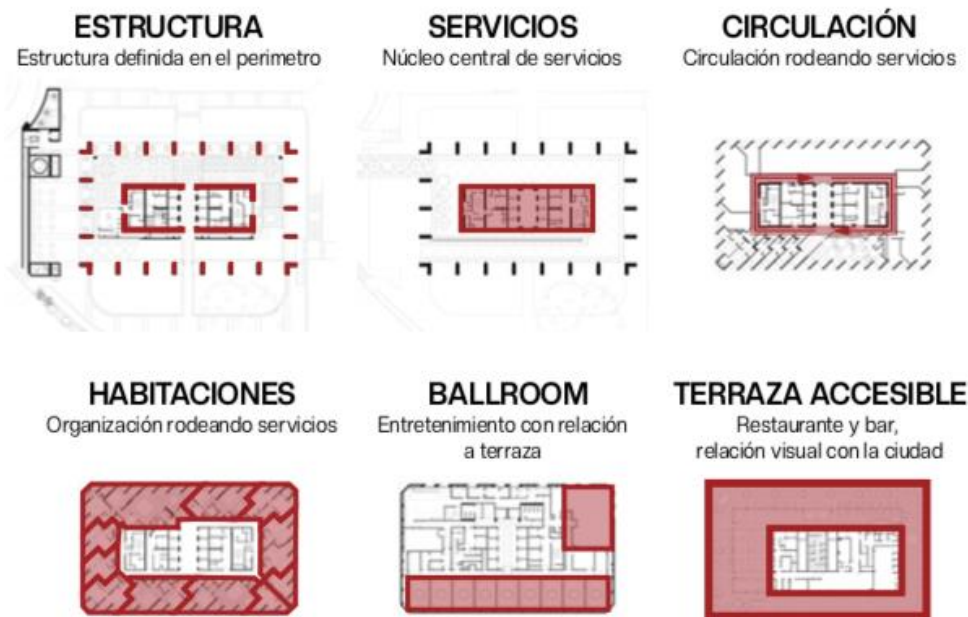 ESTRUCTURA
Estructura definida en el perimetro
SERVICIOS
Núcleo central de servicios
CIRCULACIÓN
Circulación rodeando servicios
HABITACIONES
Organización rodeando servicios
BALLROOM
Entretenimiento con relación
a terraza
TERRAZA ACCESIBLE
Restaurante y bar,
relación visual con la ciudad